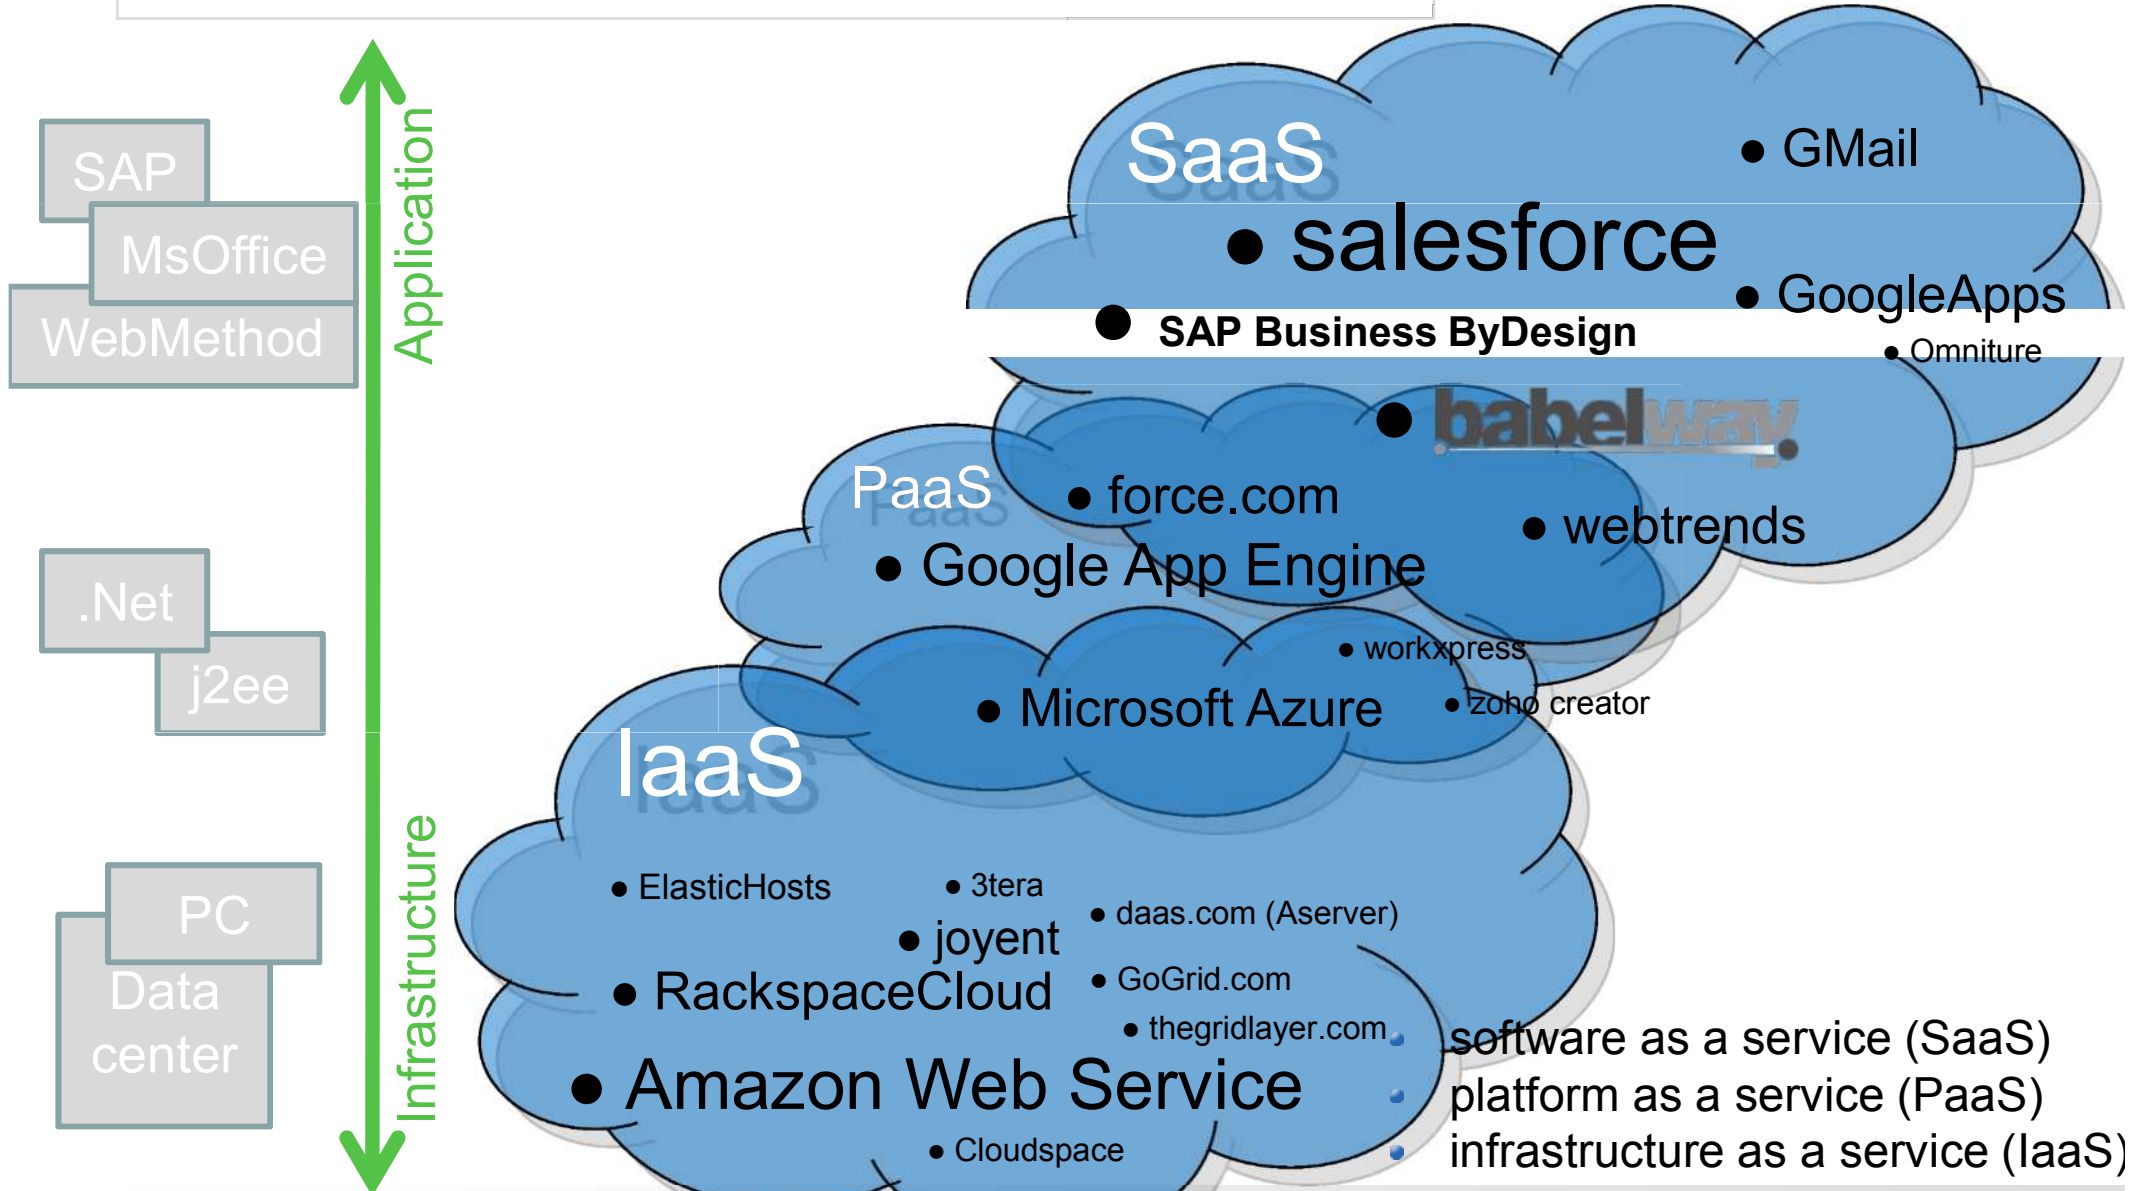 SAP
MsOffice
WebMethod
.Net
j2ee
PC
Data
center
Application
Infrastructure
SaaS
● GMail
● salesforce
● GoogleApps
● SAP Business ByDesign
● Omniture
● babelway
PaaS
● force.com
● webtrends
● Google App Engine
● workxpress
● Microsoft Azure
● zoho creator
IaaS
● ElasticHosts
● 3tera
● daas.com (Aserver)
● joyent
● RackspaceCloud
● GoGrid.com
● thegridlayer.com
● Amazon Web Service
● Cloudspace
software as a service (SaaS)
platform as a service (PaaS)
infrastructure as a service (IaaS)